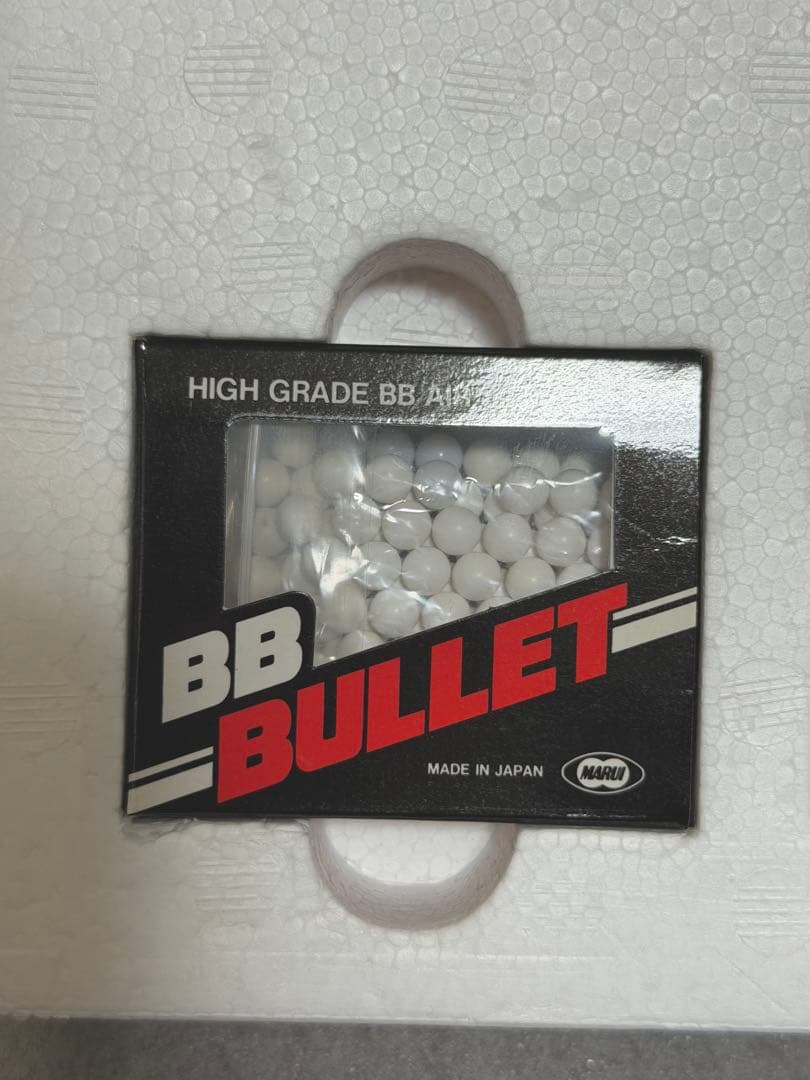 HIGH GRADE BB
BB
BULLET
MADE IN JAPAN
MARUI